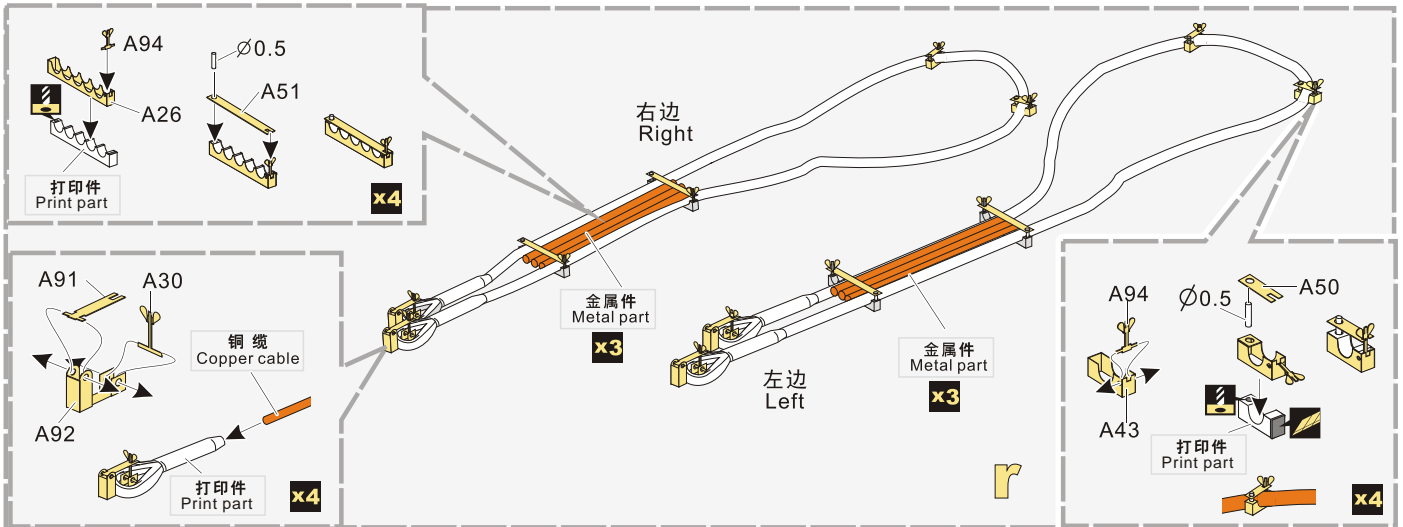 A94
A26
打印件
Print part
Ø0.5
A51
x4
右边
Right
金属件
Metal part
x3
左边
Left
金属件
Metal part
x3
A91
A30
A92
铜 缆
Copper cable
打印件
Print part
x4
A94
A43
Ø0.5
A50
打印件
Print part
x4
r